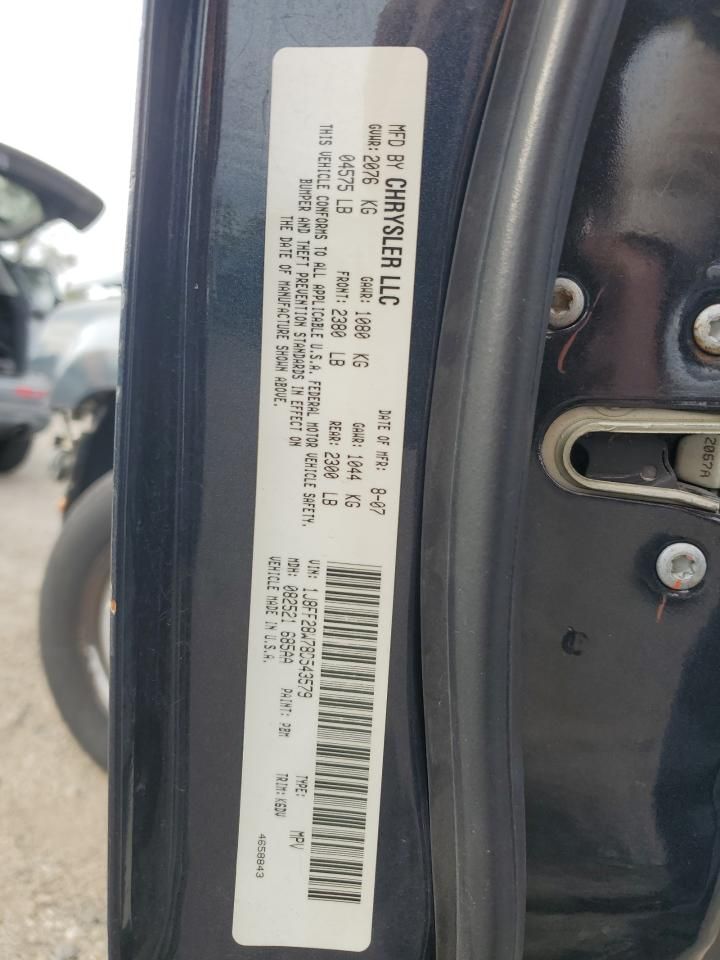 MFD BY CHRYSLER LLC
DATE OF MFR: 8-07
GVWR: 2076 KG GAWR: 1080 KG GAWR: 1044 KG
04575 LB FRONT: 2380 LB REAR: 2300 LB
THIS VEHICLE CONFORMS TO ALL APPLICABLE U.S.A. FEDERAL MOTOR VEHICLE SAFETY,
BUMPER AND THEFT PREVENTION STANDARDS IN EFFECT ON
THE DATE OF MANUFACTURE SHOWN ABOVE.
VIN: 1J8FF28W78D543579 TYPE: MPV
MDH: 082521 685AA PAINT: PBM TRIM: K6DV
VEHICLE MADE IN U.S.A.
4658843
2067A